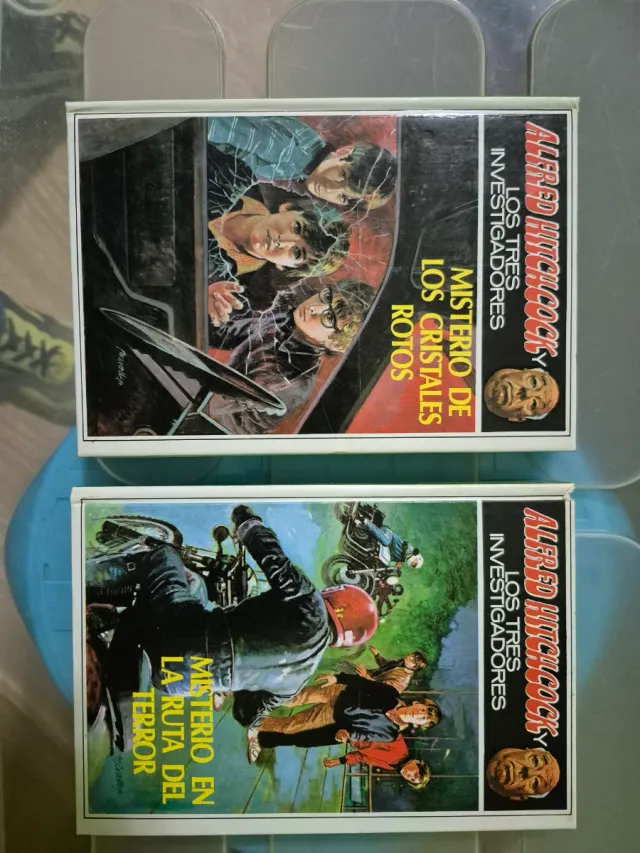 ALFRED HITCHCOCK Y
LOS TRES
INVESTIGADORES
MISTERIO DE
LOS CRISTALES
ROTOS
ALFRED HITCHCOCK Y
LOS TRES
INVESTIGADORES
MISTERIO EN
LA RUTA DEL
TERROR